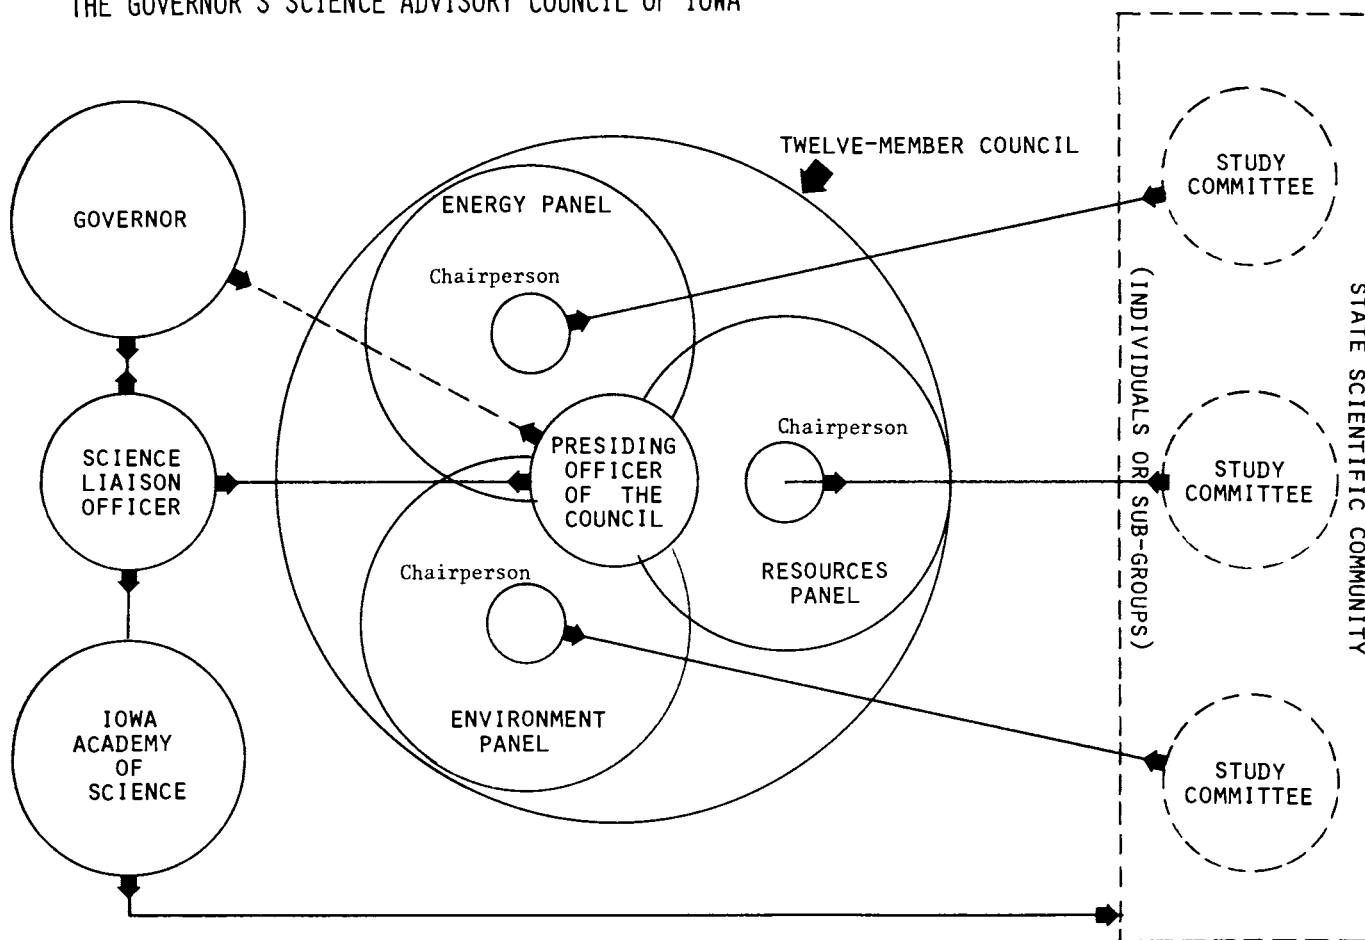 THE GOVERNOR'S SCIENCE ADVISORY COUNCIL OF IOWA
TWELVE-MEMBER COUNCIL
GOVERNOR
ENERGY PANEL
Chairperson
STUDY
COMMITTEE
SCIENCE
LIAISON
OFFICER
PRESIDING
OFFICER
OF THE
COUNCIL
Chairperson
RESOURCES
PANEL
STUDY
COMMITTEE
(INDIVIDUALS OR SUB-GROUPS)
STATE SCIENTIFIC COMMUNITY
Chairperson
ENVIRONMENT
PANEL
IOWA
ACADEMY
OF
SCIENCE
STUDY
COMMITTEE